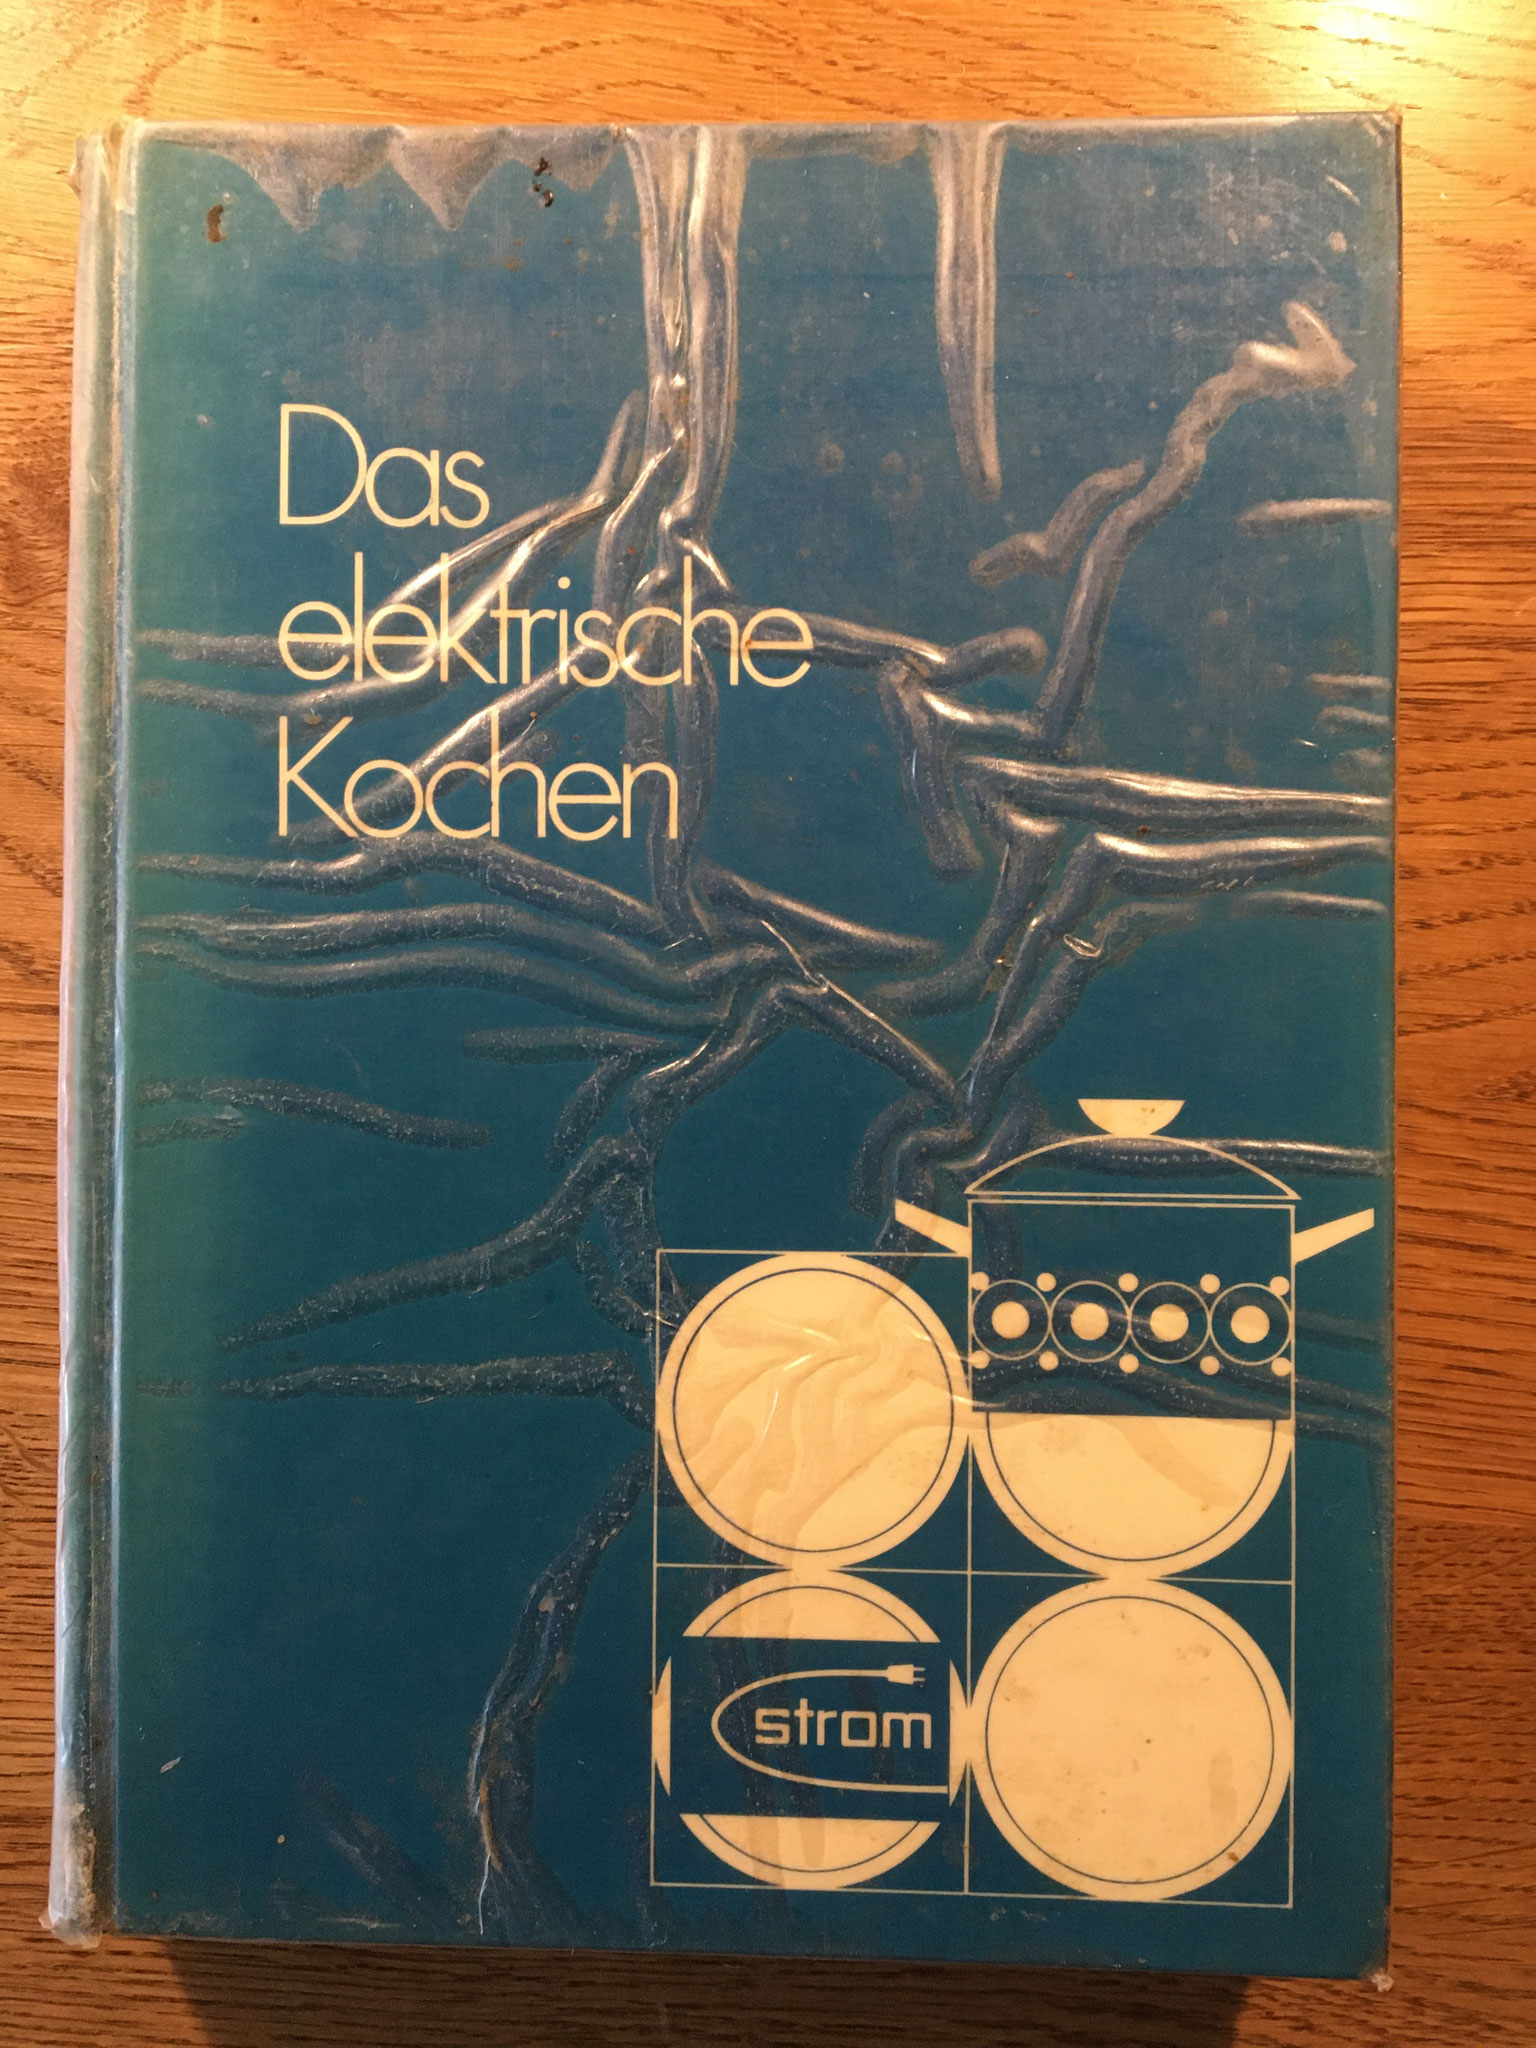 Das
elektrische
Kochen
strom